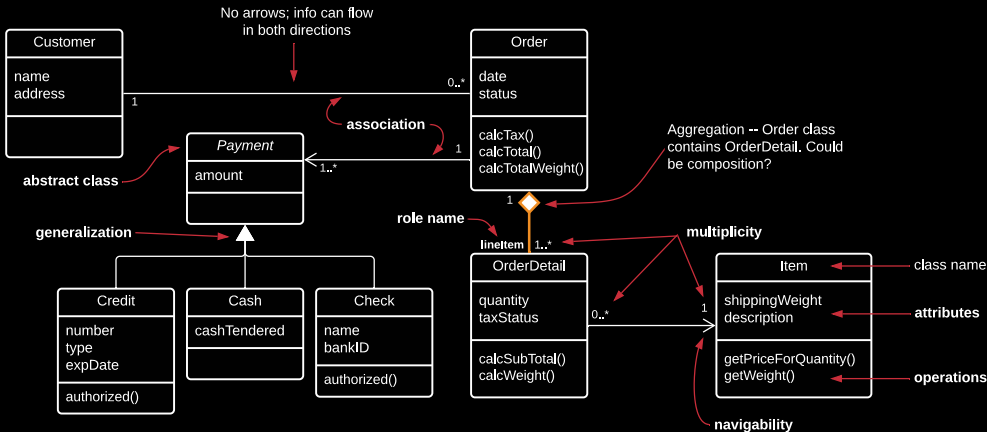 No arrows; info can flow
in both directions
Customer
name
address
1
0..*
Order
date
status
calcTax()
calcTotal()
calcTotalWeight()
association
Payment
amount
1..*
1
abstract class
generalization
Aggregation -- Order class
contains OrderDetail. Could
be composition?
1
role name
lineItem
1..*
multiplicity
Credit
number
type
expDate
authorized()
Cash
cashTendered
Check
name
bankID
authorized()
OrderDetail
quantity
taxStatus
calcSubTotal()
calcWeight()
0..*
1
Item
shippingWeight
description
getPriceForQuantity()
getWeight()
class name
attributes
operations
navigability